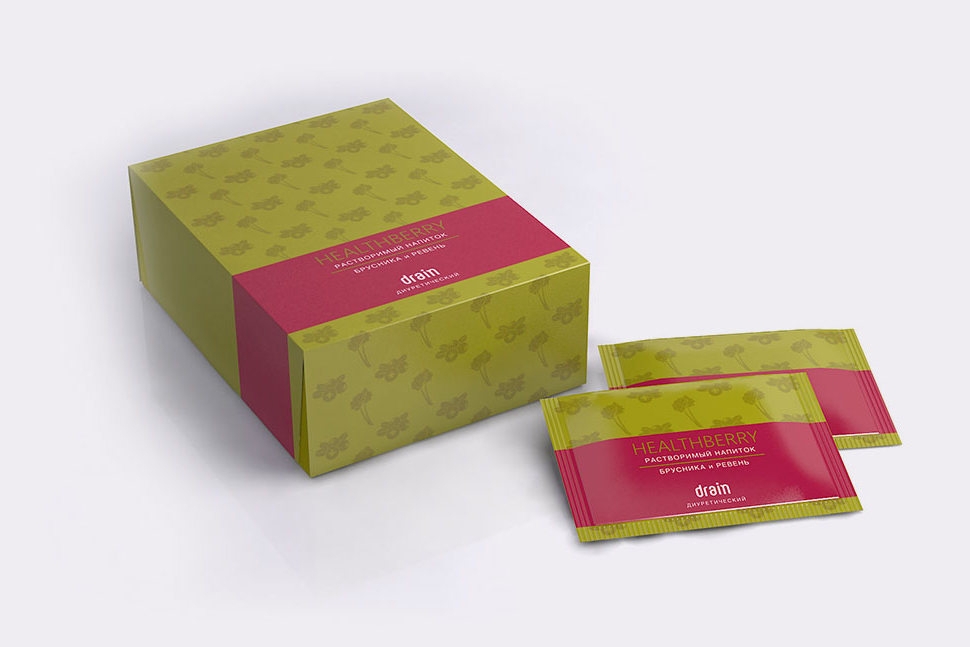 HEALTHBERRY
РАСТВОРИМЫЙ НАПИТОК
БРУСНИКА и РЕВЕНЬ
drain
ДИУРЕТИЧЕСКИЙ
HEALTHBERRY
РАСТВОРИМЫЙ НАПИТОК
БРУСНИКА и РЕВЕНЬ
drain
ДИУРЕТИЧЕСКИЙ